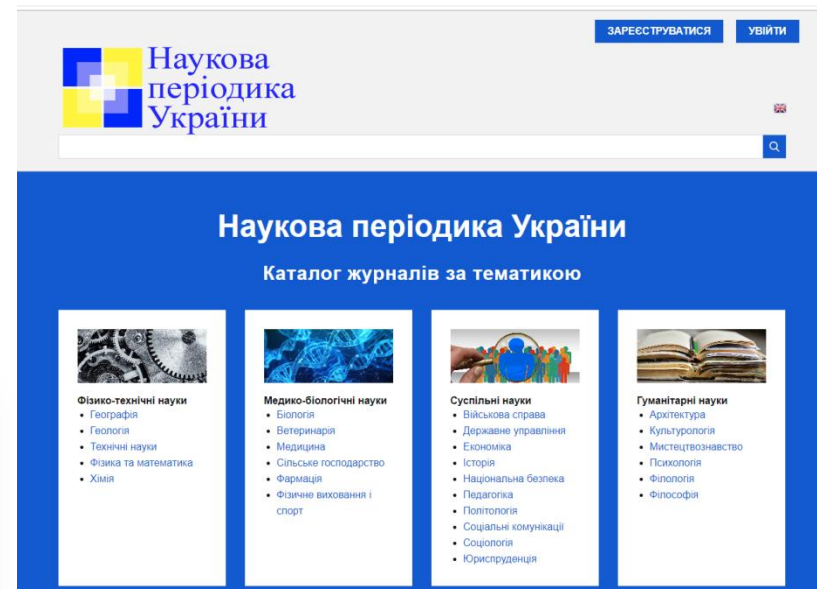 ЗАРЕЄСТРУВАТИСЯ УВІЙТИ
Наукова
періодика
України
Наукова періодика України
Каталог журналів за тематикою
Фізико-технічні науки
Географія
Геологія
Технічні науки
Фізика та математика
Хімія
Медико-біологічні науки
Біологія
Ветеринарія
Медицина
Сільське господарство
Фармація
Фізичне виховання і
спорт
Суспільні науки
Військова справа
Державне управління
Економіка
Історія
Національна безпека
Педагогіка
Політологія
Соціальні комунікації
Соціологія
Юриспруденція
Гуманітарні науки
Архітектура
Культурологія
Мистецтвознавство
Психологія
Філологія
Філософія